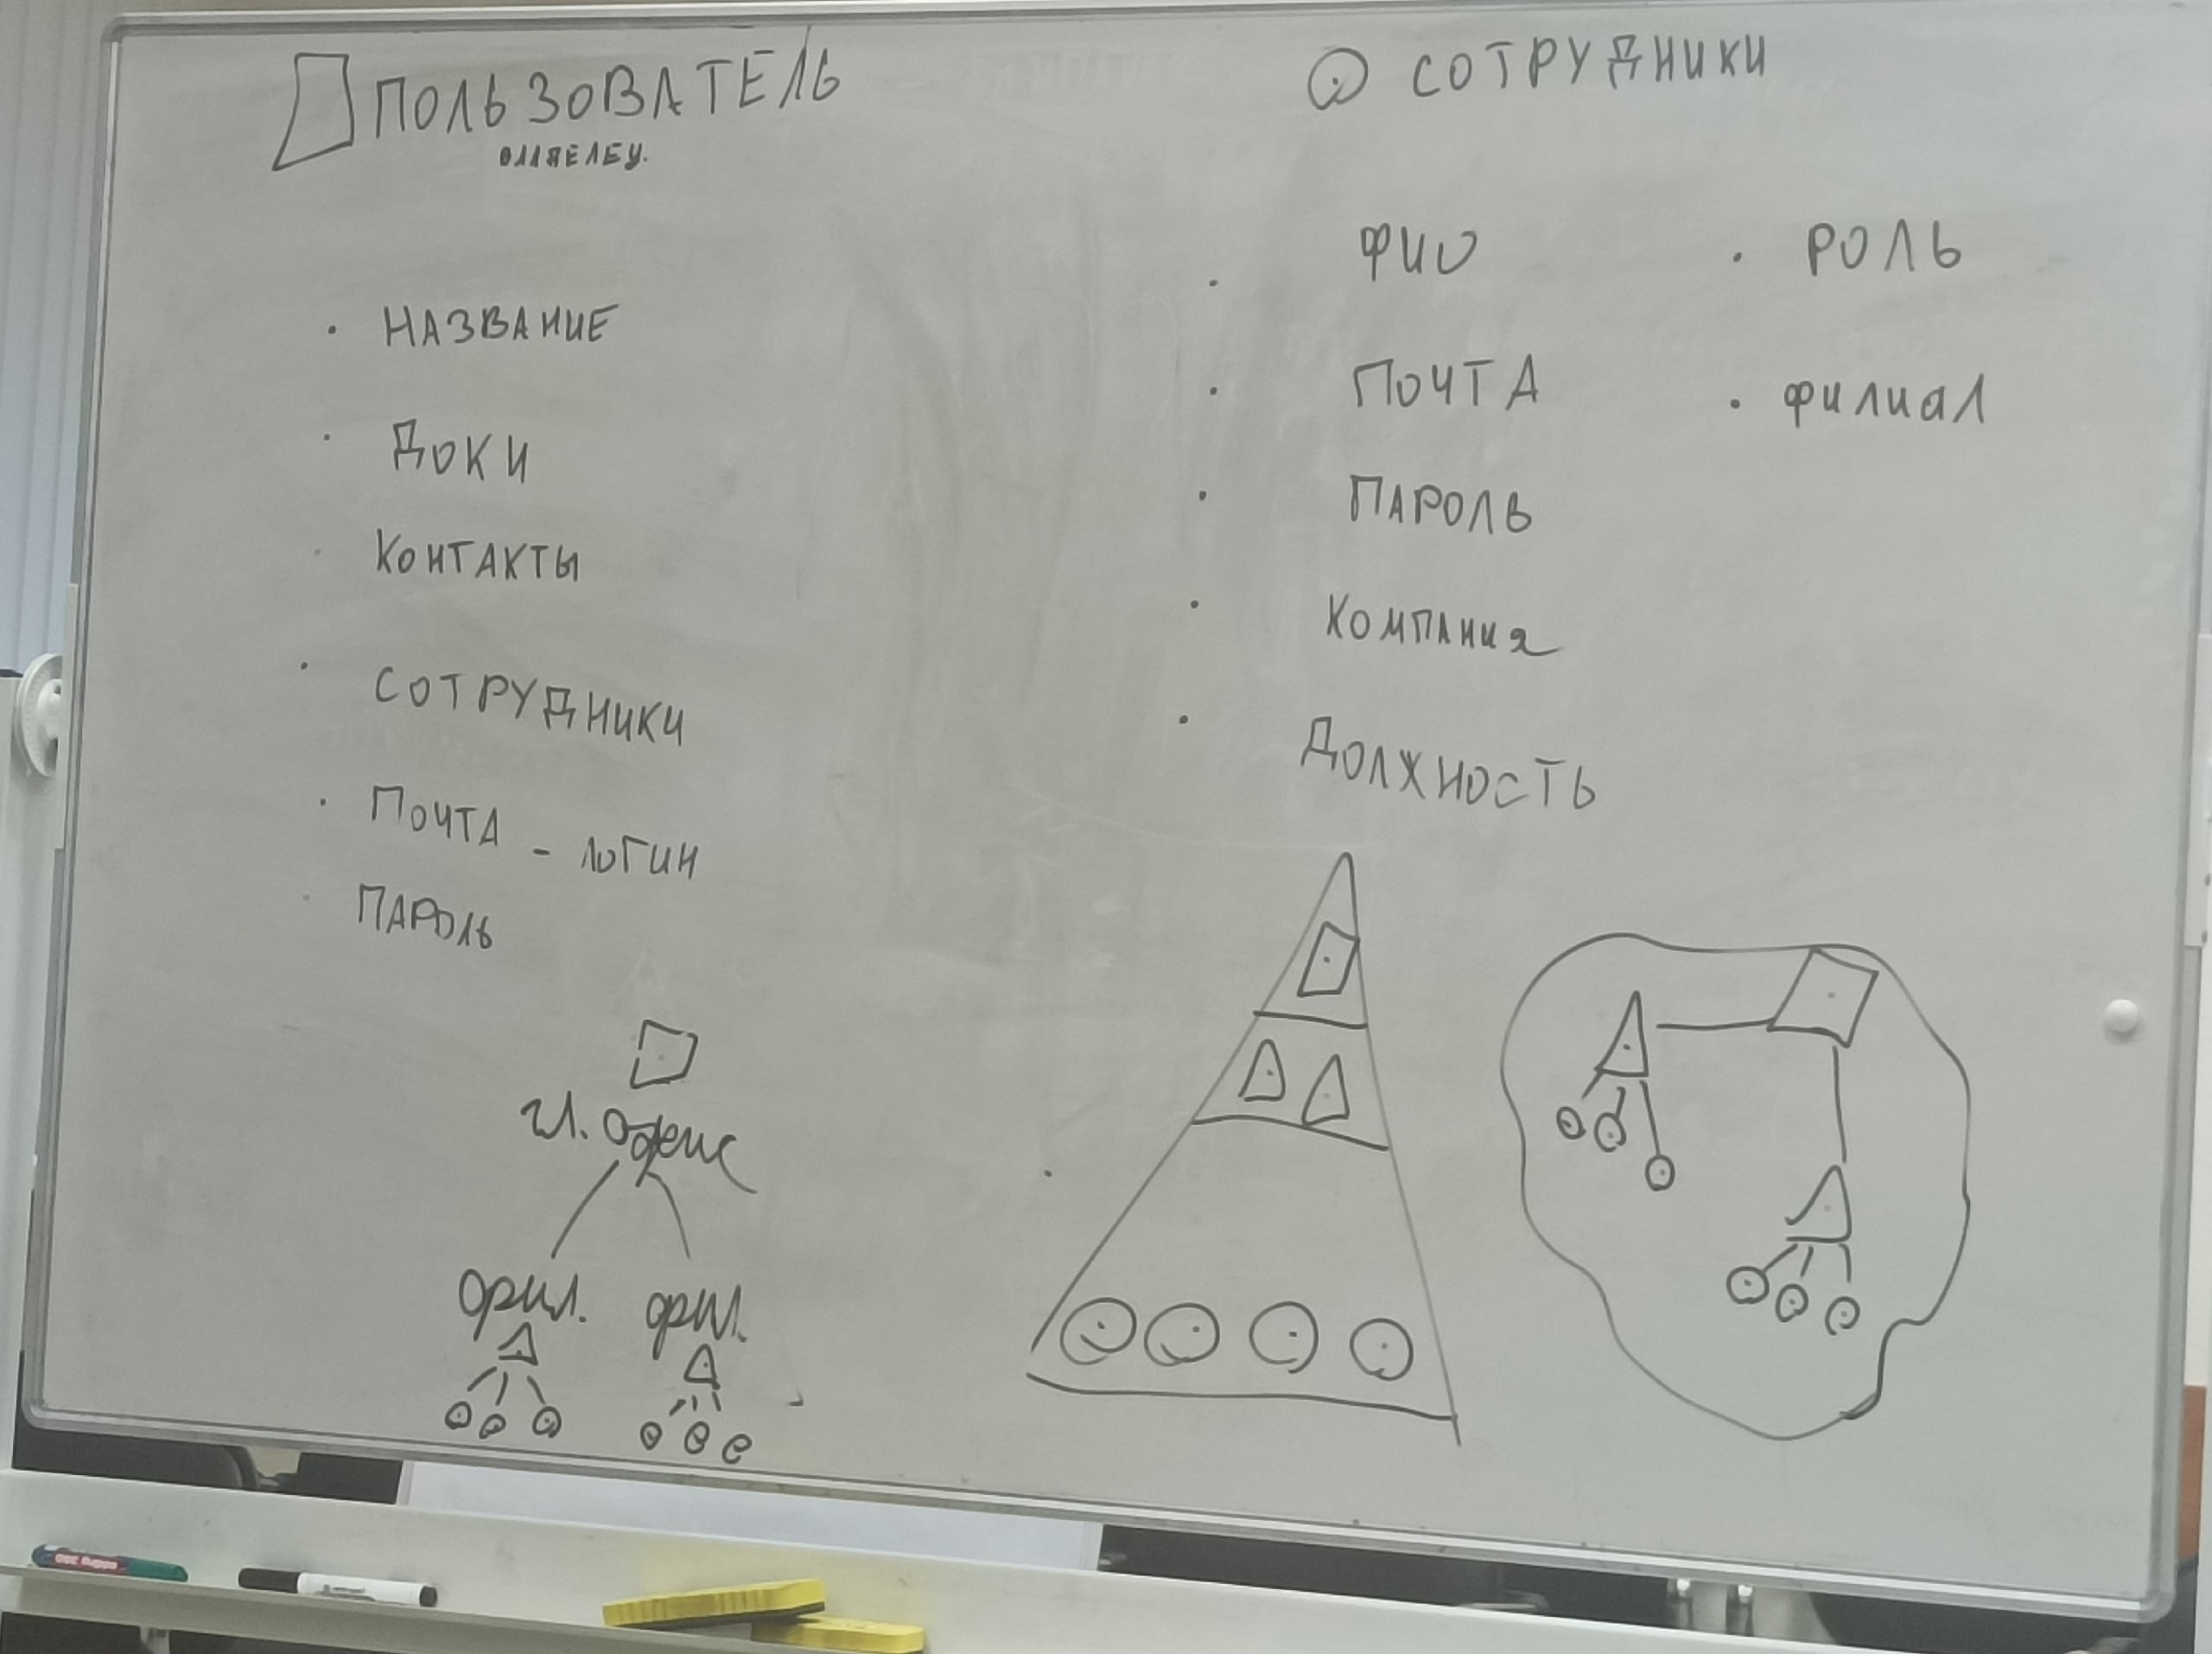 ПОЛЬЗОВАТЕЛЬ
• НАЗВАНИЕ
• ДОКИ
• КОНТАКТЫ
• СОТРУДНИКИ
• ПОЧТА - ЛОГИН
• ПАРОЛЬ
гл. офис
фил. фил.
СОТРУДНИКИ
• ФИО
• ПОЧТА
• ПАРОЛЬ
• КОМПАНИЯ
• ДОЛЖНОСТЬ
• РОЛЬ
• филиал